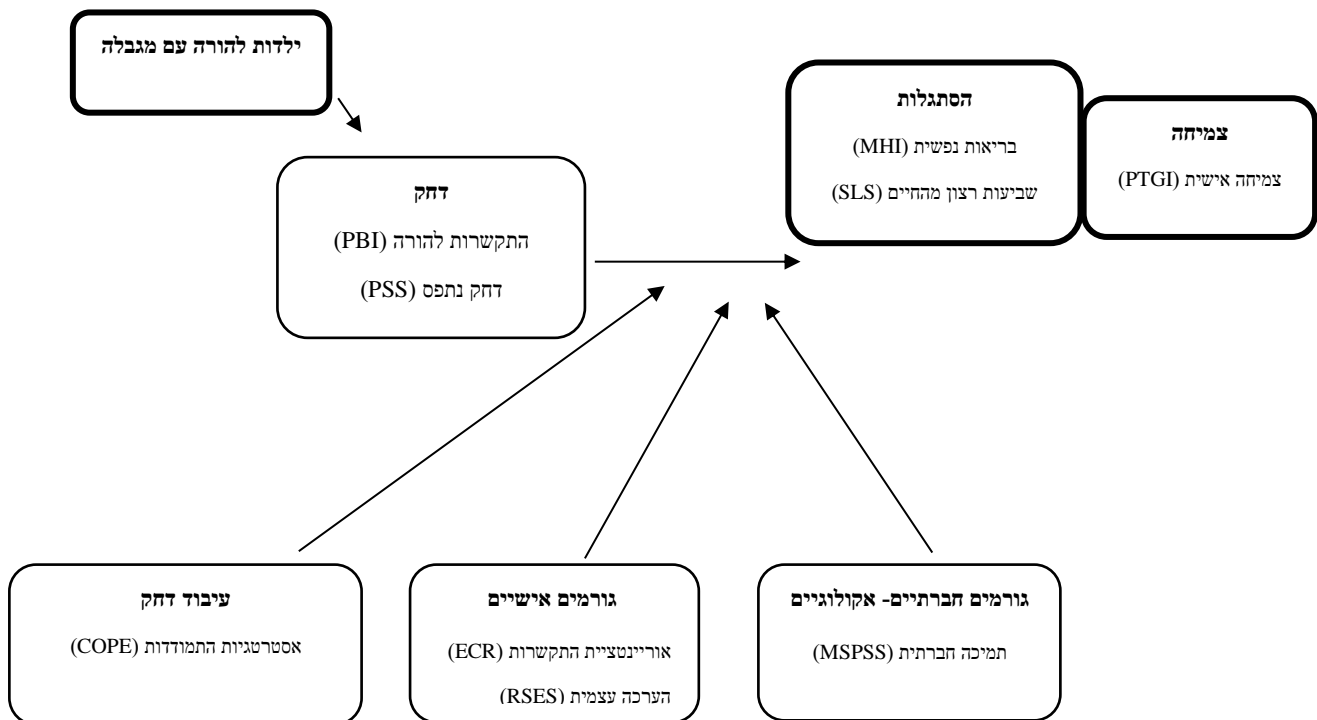 ילדות להורה עם מגבלה
הסתגלות
בריאות נפשית (MHI)
שביעות רצון מהחיים (SLS)
צמיחה
צמיחה אישית (PTGI)
דחק
התקשרות להורה (PBI)
דחק נתפס (PSS)
גורמים חברתיים- אקולוגיים
תמיכה חברתית (MSPSS)
גורמים אישיים
אוריינטציית התקשרות (ECR)
הערכה עצמית (RSES)
עיבוד דחק
אסטרטגיות התמודדות (COPE)